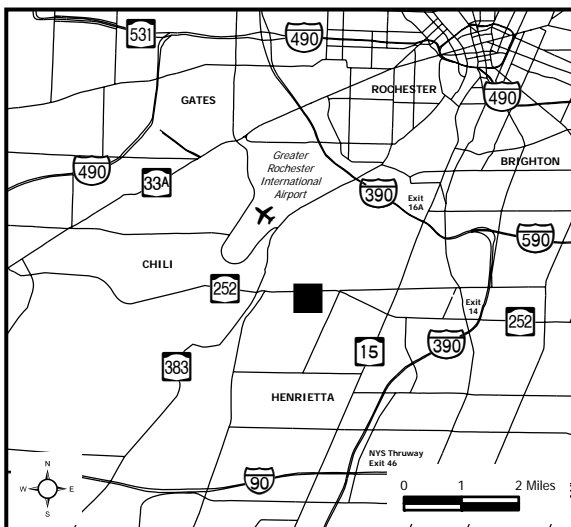 531
490
ROCHESTER
GATES
490
Greater
Rochester
International
Airport
BRIGHTON
490
33A
390
Exit
16A
590
CHILI
252
Exit
14
252
15
390
383
HENRIETTA
NYS Thruway
Exit 46
90
N
W
E
S
0 1 2 Miles